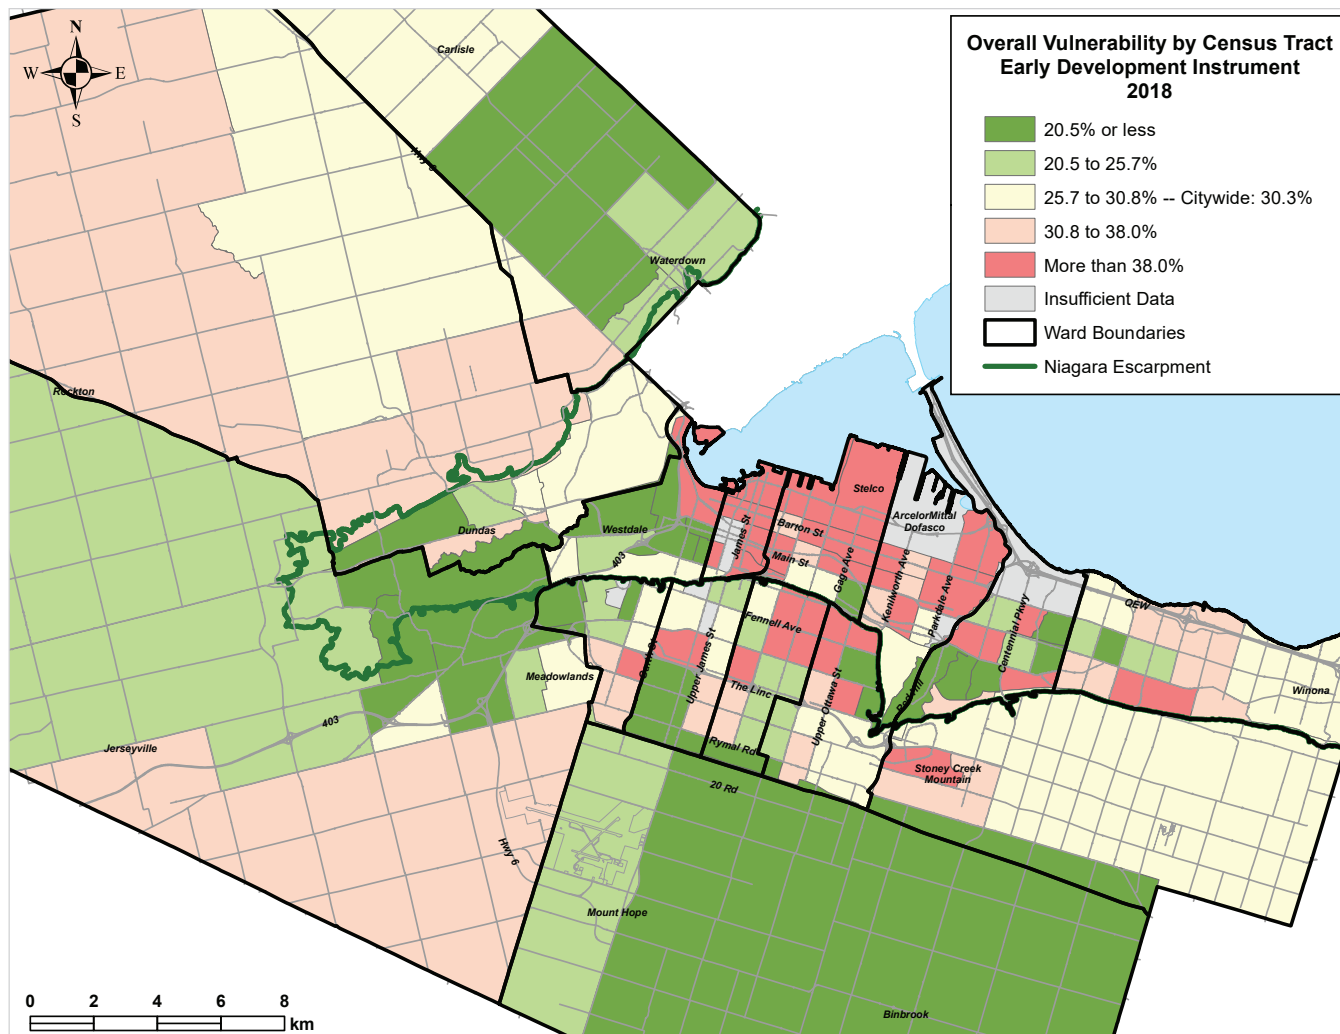 Overall Vulnerability by Census Tract
Early Development Instrument
2018
20.5% or less
20.5 to 25.7%
25.7 to 30.8% -- Citywide: 30.3%
30.8 to 38.0%
More than 38.0%
Insufficient Data
Ward Boundaries
Niagara Escarpment
N
W
E
S
Carlisle
Waterdown
Rockton
Dundas
Westdale
403
James St
Barton St
Main St
Stelco
ArcelorMittal
Dofasco
Gage Ave
Kenilworth Ave
Parkdale Ave
Centennial Pkwy
QEW
Winona
Fennell Ave
Upper James St
The Linc
Upper Ottawa St
Red Hill
Meadowlands
403
Jerseyville
Rymal Rd
Stoney Creek
Mountain
20 Rd
Hwy 6
Mount Hope
Binbrook
0 2 4 6 8
km